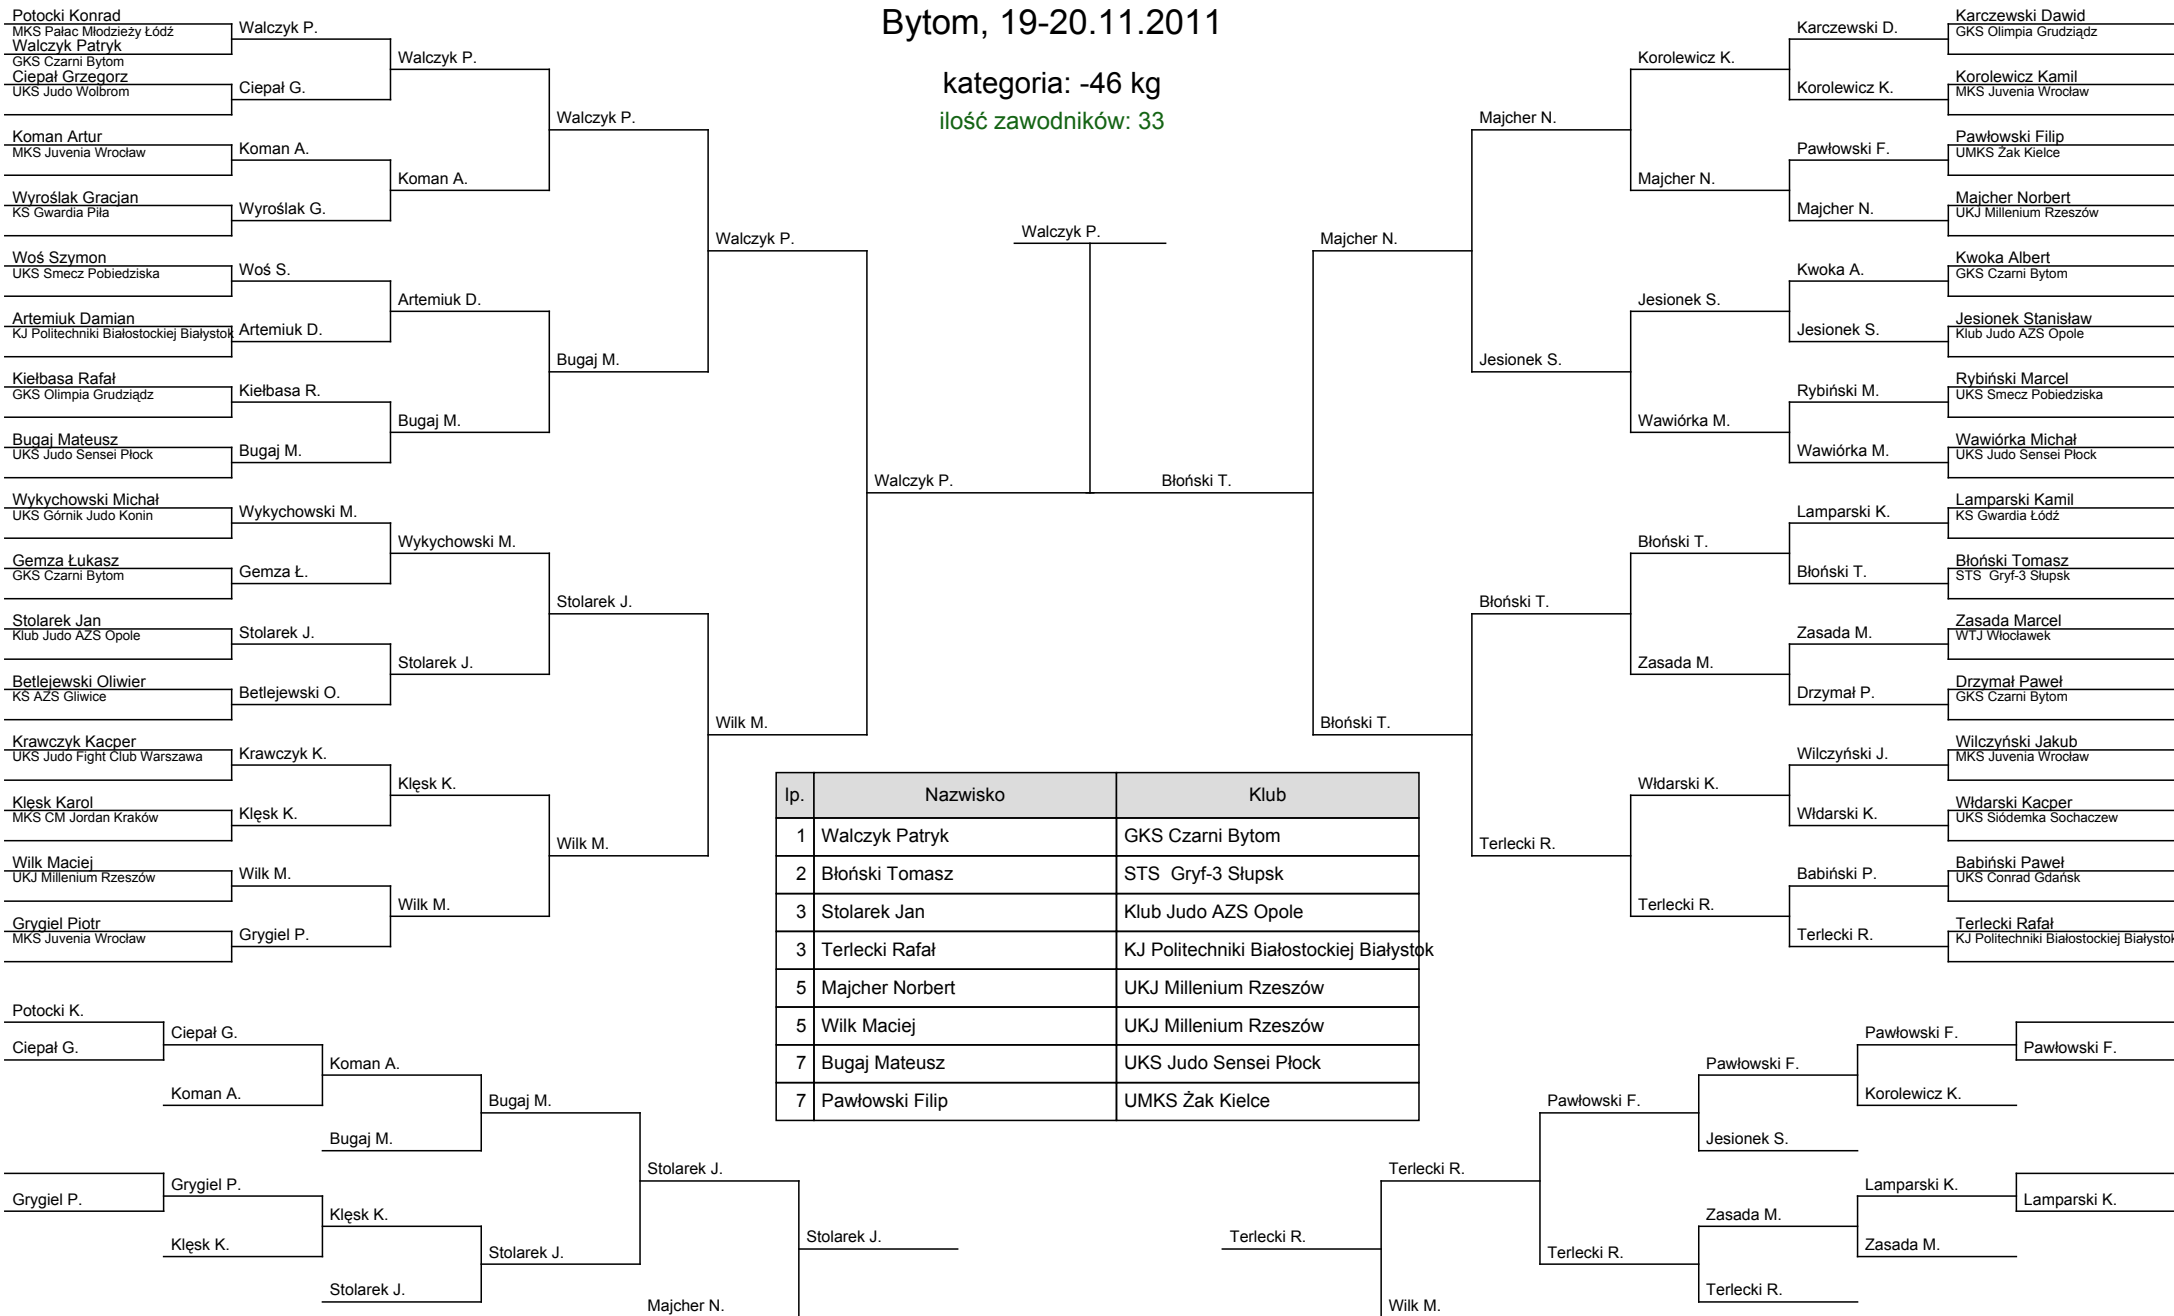 Bytom, 19-20.11.2011
kategoria: -46 kg
ilość zawodników: 33
Potocki Konrad
MKS Pałac Młodzieży Łódź
Walczyk Patryk
GKS Czarni Bytom
Ciepał Grzegorz
UKS Judo Wolbrom
Koman Artur
MKS Juvenia Wrocław
Wyroślak Gracjan
KS Gwardia Piła
Woś Szymon
UKS Smecz Pobiedziska
Artemiuk Damian
KJ Politechniki Białostockiej Białystok
Kiełbasa Rafał
GKS Olimpia Grudziądz
Bugaj Mateusz
UKS Judo Sensei Płock
Wykychowski Michał
UKS Górnik Judo Konin
Gemza Łukasz
GKS Czarni Bytom
Stolarek Jan
Klub Judo AZS Opole
Betlejewski Oliwier
KS AZS Gliwice
Krawczyk Kacper
UKS Judo Fight Club Warszawa
Klęsk Karol
MKS CM Jordan Kraków
Wilk Maciej
UKJ Millenium Rzeszów
Grygiel Piotr
MKS Juvenia Wrocław
Walczyk P.
Ciepał G.
Koman A.
Wyroślak G.
Woś S.
Artemiuk D.
Kiełbasa R.
Bugaj M.
Wykychowski M.
Gemza Ł.
Stolarek J.
Betlejewski O.
Krawczyk K.
Klęsk K.
Wilk M.
Grygiel P.
Walczyk P.
Koman A.
Artemiuk D.
Bugaj M.
Wykychowski M.
Stolarek J.
Klęsk K.
Wilk M.
Walczyk P.
Bugaj M.
Stolarek J.
Wilk M.
Walczyk P.
Wilk M.
Walczyk P.
Walczyk P.
Błoński T.
Majcher N.
Błoński T.
Majcher N.
Jesionek S.
Błoński T.
Terlecki R.
Korolewicz K.
Majcher N.
Jesionek S.
Wawiórka M.
Błoński T.
Zasada M.
Włdarski K.
Terlecki R.
Karczewski D.
Korolewicz K.
Pawłowski F.
Majcher N.
Kwoka A.
Jesionek S.
Rybiński M.
Wawiórka M.
Lamparski K.
Błoński T.
Zasada M.
Drzymał P.
Wilczyński J.
Włdarski K.
Babiński P.
Terlecki R.
Karczewski Dawid
GKS Olimpia Grudziądz
Korolewicz Kamil
MKS Juvenia Wrocław
Pawłowski Filip
UMKS Żak Kielce
Majcher Norbert
UKJ Millenium Rzeszów
Kwoka Albert
GKS Czarni Bytom
Jesionek Stanisław
Klub Judo AZS Opole
Rybiński Marcel
UKS Smecz Pobiedziska
Wawiórka Michał
UKS Judo Sensei Płock
Lamparski Kamil
KS Gwardia Łódź
Błoński Tomasz
STS Gryf-3 Słupsk
Zasada Marcel
WTJ Włocławek
Drzymał Paweł
GKS Czarni Bytom
Wilczyński Jakub
MKS Juvenia Wrocław
Włdarski Kacper
UKS Siódemka Sochaczew
Babiński Paweł
UKS Conrad Gdańsk
Terlecki Rafał
KJ Politechniki Białostockiej Białystok
lp. Nazwisko Klub
1 Walczyk Patryk GKS Czarni Bytom
2 Błoński Tomasz STS Gryf-3 Słupsk
3 Stolarek Jan Klub Judo AZS Opole
3 Terlecki Rafał KJ Politechniki Białostockiej Białystok
5 Majcher Norbert UKJ Millenium Rzeszów
5 Wilk Maciej UKJ Millenium Rzeszów
7 Bugaj Mateusz UKS Judo Sensei Płock
7 Pawłowski Filip UMKS Żak Kielce
Potocki K.
Ciepał G.
Grygiel P.
Ciepał G.
Koman A.
Grygiel P.
Klęsk K.
Koman A.
Bugaj M.
Klęsk K.
Stolarek J.
Bugaj M.
Stolarek J.
Stolarek J.
Majcher N.
Stolarek J.
Terlecki R.
Terlecki R.
Wilk M.
Pawłowski F.
Terlecki R.
Pawłowski F.
Jesionek S.
Zasada M.
Terlecki R.
Pawłowski F.
Korolewicz K.
Lamparski K.
Zasada M.
Pawłowski F.
Lamparski K.